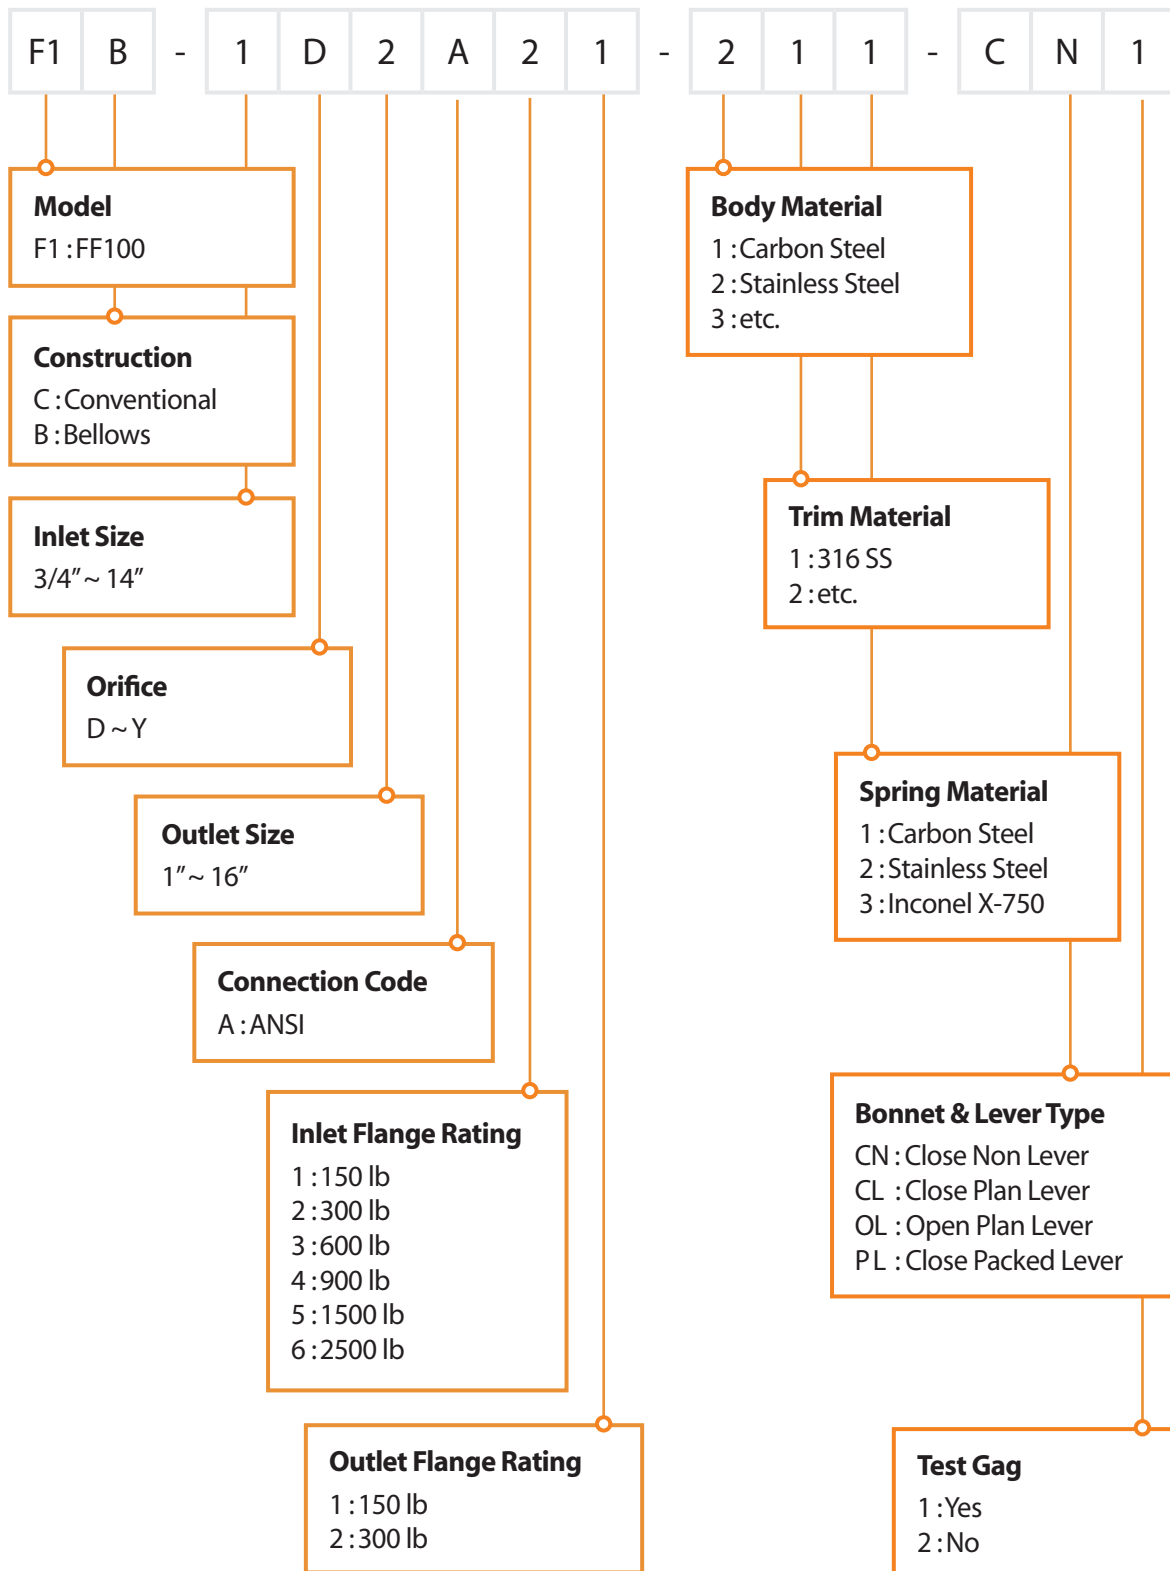 F1 B - 1 D 2 A 2 1 - 2 1 1 - C N 1
Model
F1 : FF100
Construction
C : Conventional
B : Bellows
Inlet Size
3/4" ~ 14"
Orifice
D ~ Y
Outlet Size
1" ~ 16"
Connection Code
A : ANSI
Inlet Flange Rating
1 : 150 lb
2 : 300 lb
3 : 600 lb
4 : 900 lb
5 : 1500 lb
6 : 2500 lb
Outlet Flange Rating
1 : 150 lb
2 : 300 lb
Body Material
1 : Carbon Steel
2 : Stainless Steel
3 : etc.
Trim Material
1 : 316 SS
2 : etc.
Spring Material
1 : Carbon Steel
2 : Stainless Steel
3 : Inconel X-750
Bonnet & Lever Type
CN : Close Non Lever
CL : Close Plan Lever
OL : Open Plan Lever
PL : Close Packed Lever
Test Gag
1 : Yes
2 : No